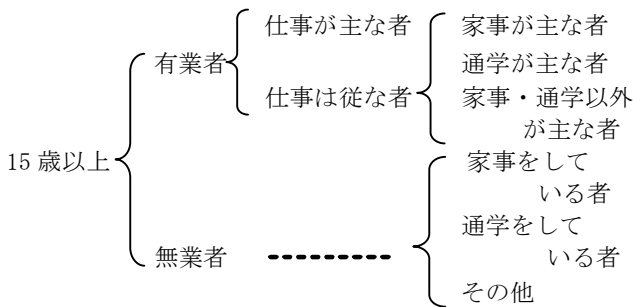 仕事が主な者
家事が主な者
有業者
通学が主な者
仕事は従な者
家事・通学以外
が主な者
15歳以上
家事をして
いる者
通学をして
無業者
いる者
その他